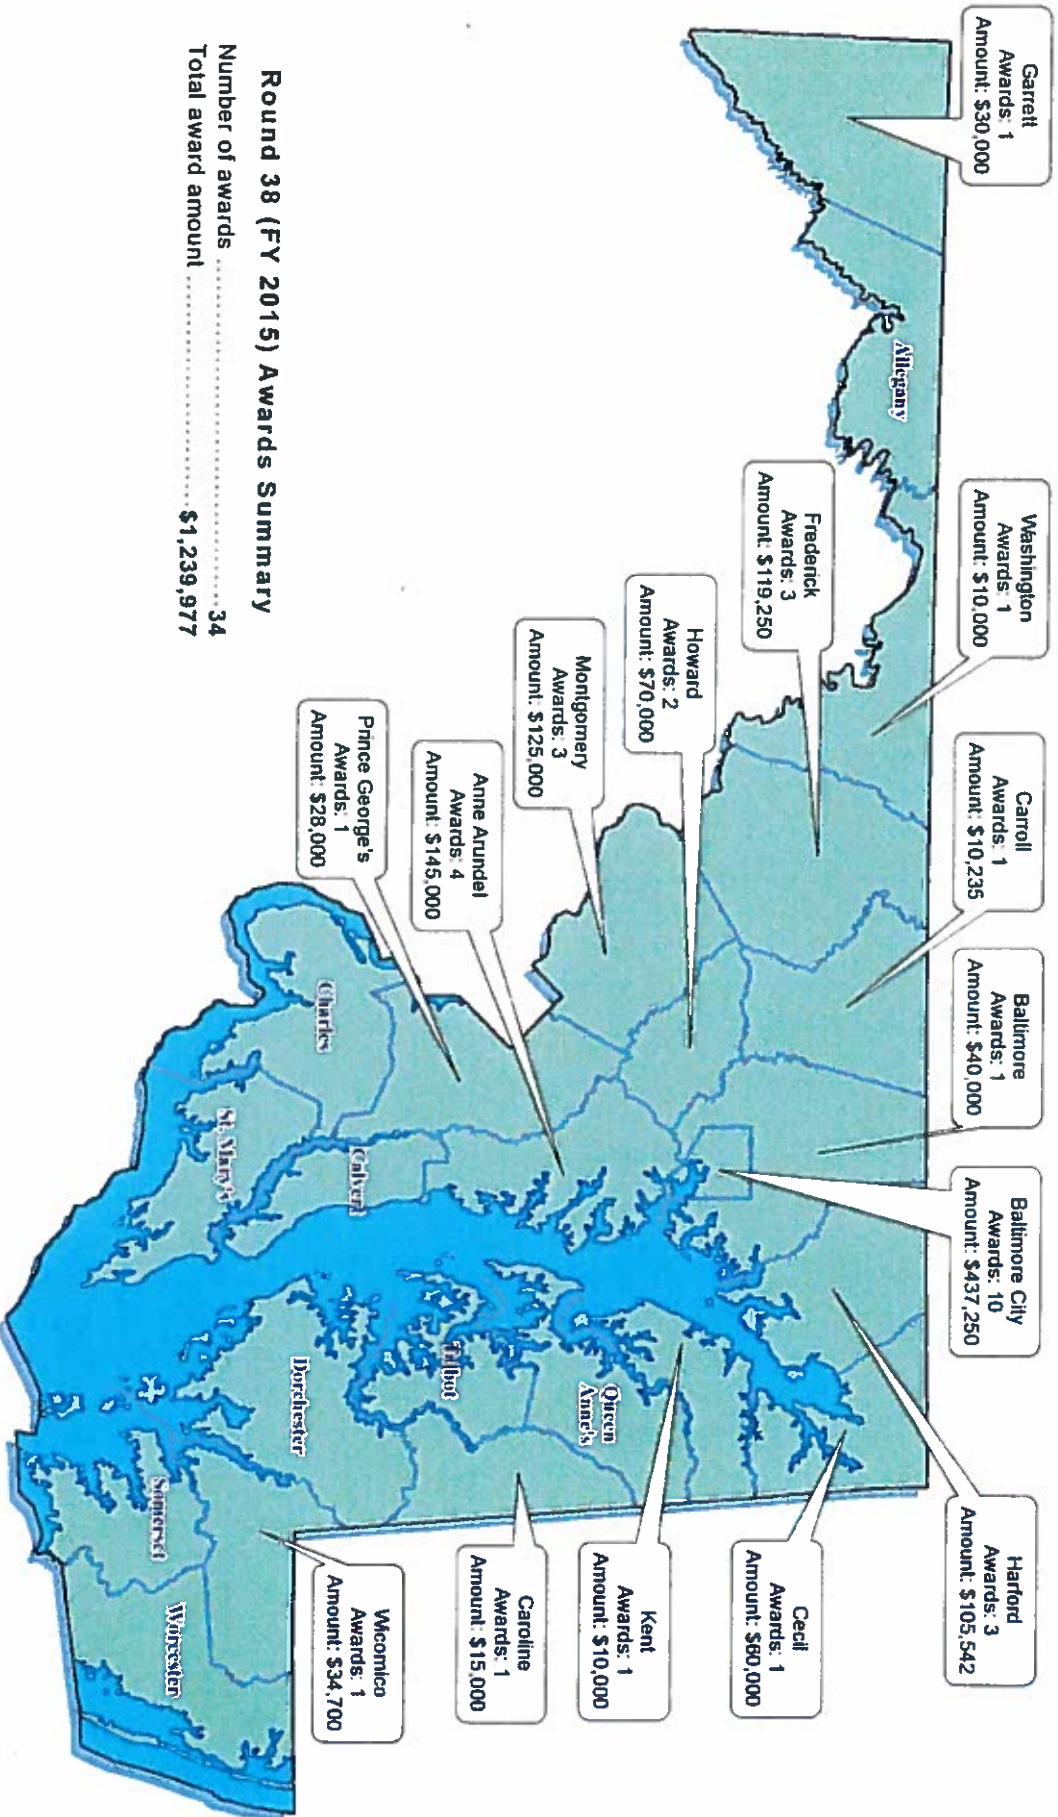 Garrett
Awards: 1
Amount: $30,000
Washington
Awards: 1
Amount: $10,000
Carroll
Awards: 1
Amount: $10,235
Baltimore
Awards: 1
Amount: $40,000
Baltimore City
Awards: 10
Amount: $437,250
Harford
Awards: 3
Amount: $105,542
Allegany
Frederick
Awards: 3
Amount: $119,250
Howard
Awards: 2
Amount: $70,000
Montgomery
Awards: 3
Amount: $125,000
Anne Arundel
Awards: 4
Amount: $145,000
Prince George's
Awards: 1
Amount: $28,000
Cecil
Awards: 1
Amount: $60,000
Kent
Awards: 1
Amount: $10,000
Queen
Anne's
Caroline
Awards: 1
Amount: $15,000
Talbot
Wicomico
Awards: 1
Amount: $34,700
Charles
Calvert
St. Mary's
Dorchester
Somerset
Worcester
Round 38 (FY 2015) Awards Summary
Number of awards ........................................ 34
Total award amount ................................ $1,239,977